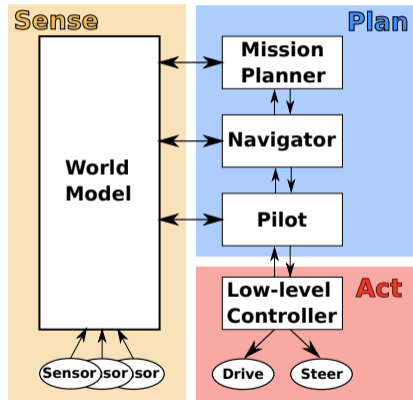 Sense
Plan
Mission
Planner
Navigator
World
Model
Pilot
Low-level
Controller
Act
Sensor
sor
sor
Drive
Steer